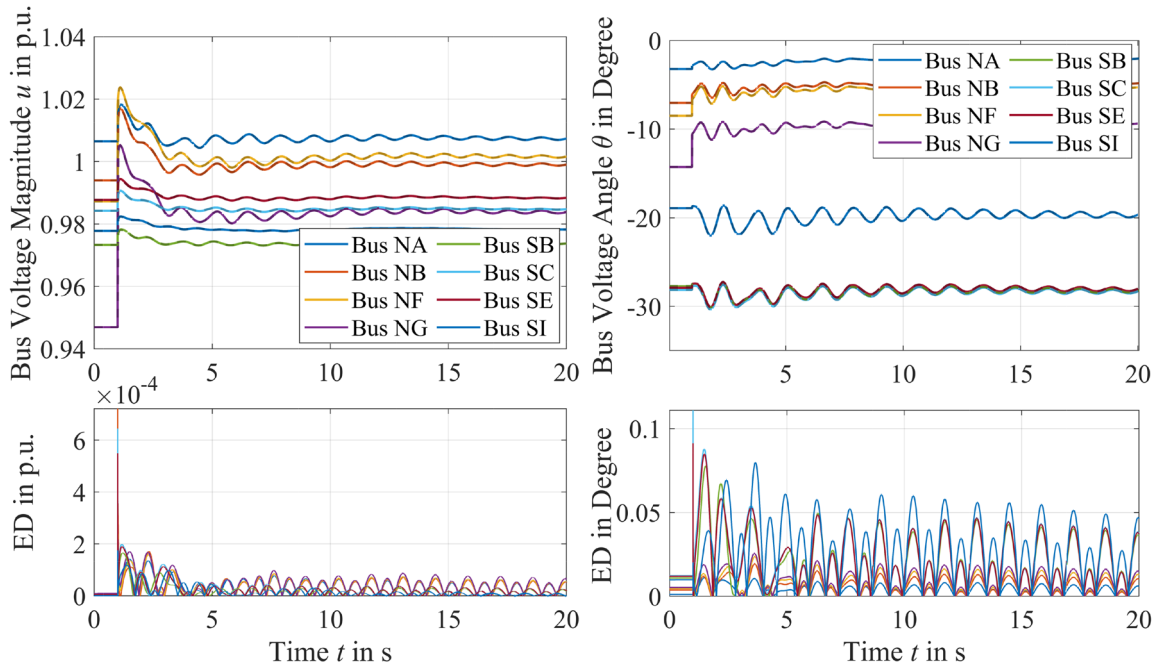 Bus Voltage Magnitude u in p.u.
1.04
1.02
1
0.98
0.96
0.94
0 5 10 15 20
Bus NA Bus SB
Bus NB Bus SC
Bus NF Bus SE
Bus NG Bus SI
Bus Voltage Angle θ in Degree
0
-10
-20
-30
0 5 10 15 20
Bus NA Bus SB
Bus NB Bus SC
Bus NF Bus SE
Bus NG Bus SI
×10-4
ED in p.u.
6
4
2
0
0 5 10 15 20
Time t in s
ED in Degree
0.1
0.05
0
0 5 10 15 20
Time t in s